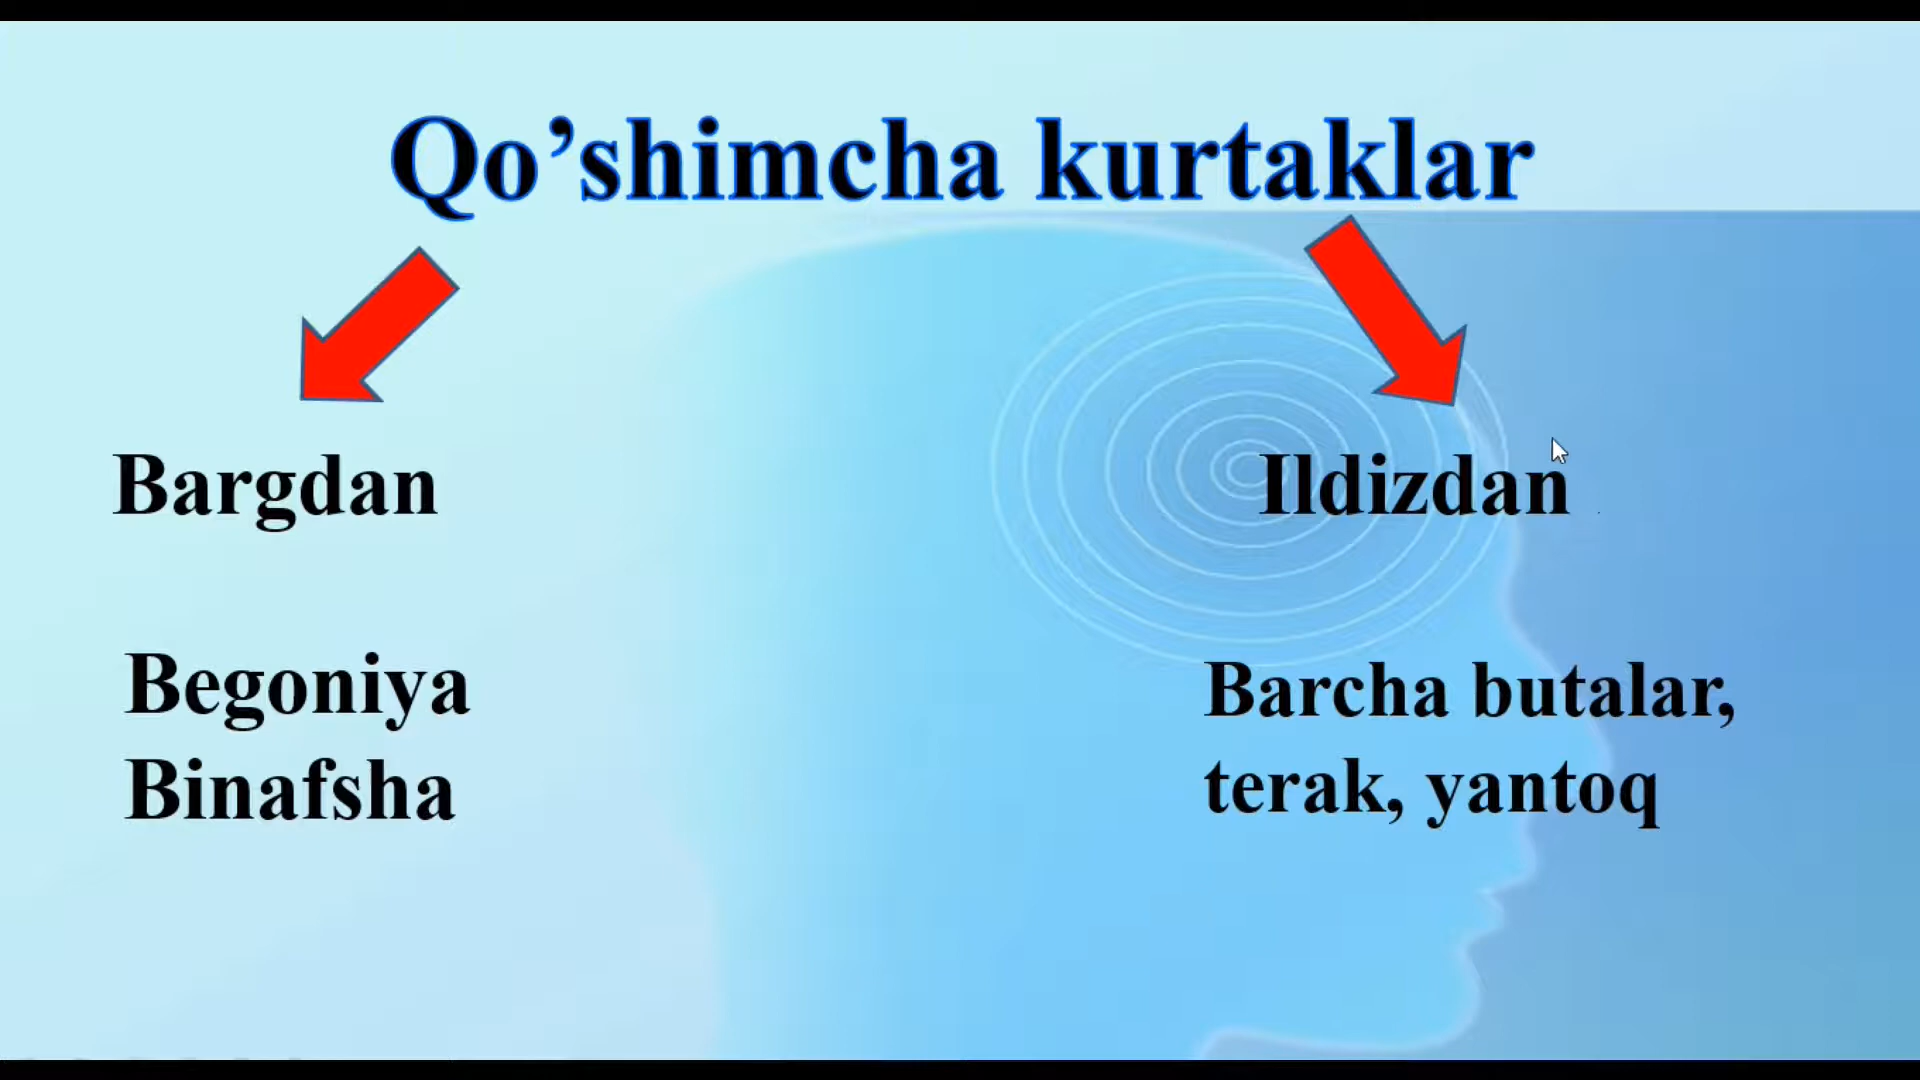 Qo’shimcha kurtaklar
Bargdan
Ildizdan
Begoniya
Binafsha
Barcha butalar,
terak, yantoq